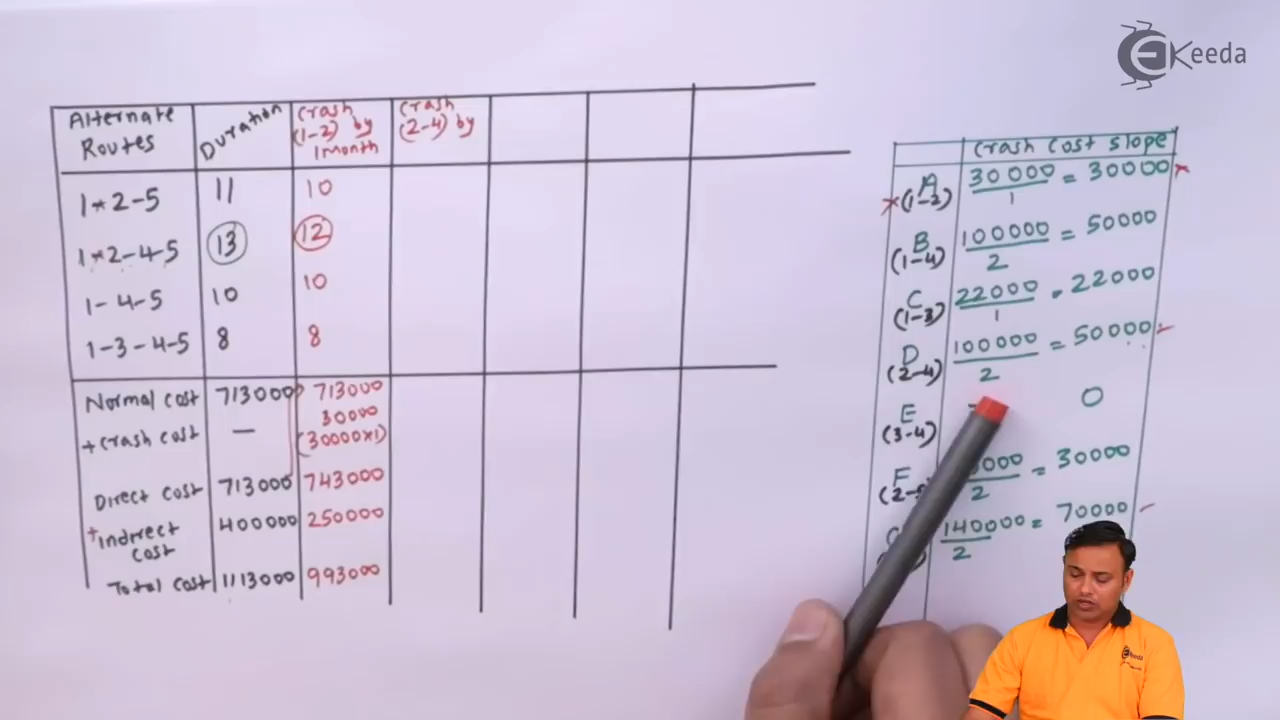 Keeda
Alternate Routes
Duration
Crash (1-2) by 1 month
Crash (2-4) by
1*2-5 11 10
1*2-4-5 13 12
1-4-5 10 10
1-3-4-5 8 8
Normal cost 713000 713000
+ Crash cost — 30000
(30000x1)
Direct cost 713000 743000
+ Indirect cost 400000 250000
Total cost 1113000 993000
Crash Cost Slope
A (1-2) 30000/1 = 30000
B (1-4) 100000/2 = 50000
C (1-3) 22000/1 = 22000
D (2-4) 100000/2 = 50000
E (3-4) 0
F 2 = 30000
140000/2 = 70000